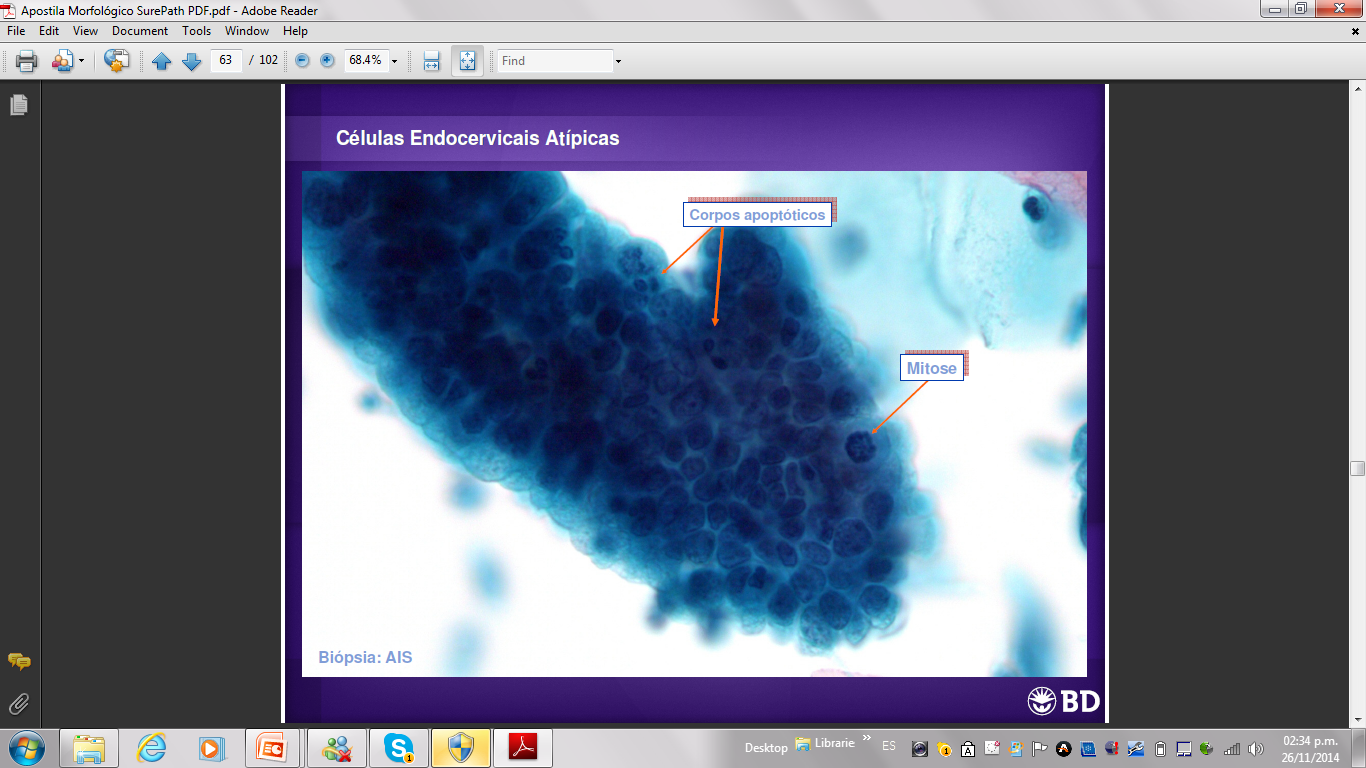 Apostila Morfológico SurePath PDF.pdf - Adobe Reader
File Edit View Document Tools Window Help
63 / 102 68.4% Find
Células Endocervicais Atípicas
Corpos apoptóticos
Mitose
Biópsia: AIS
BD
Desktop Librarie » ES 02:34 p.m.
26/11/2014